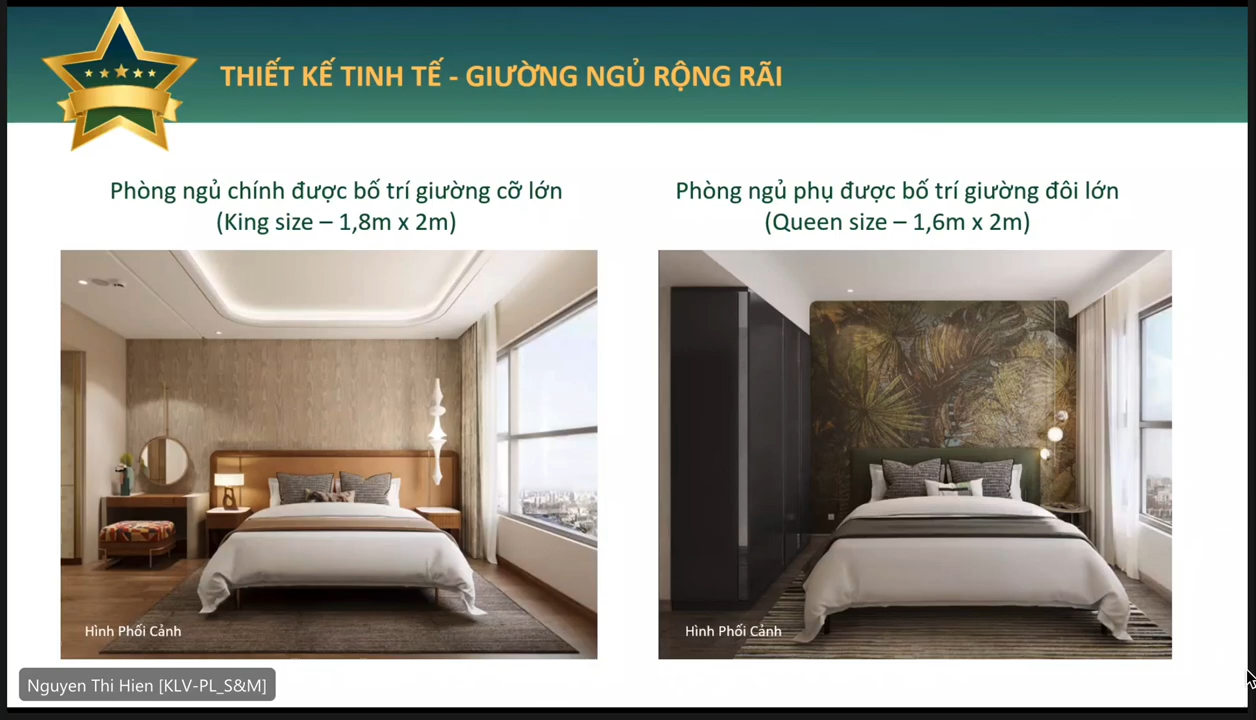 THIẾT KẾ TINH TẾ - GIƯỜNG NGỦ RỘNG RÃI
Phòng ngủ chính được bố trí giường cỡ lớn
(King size – 1,8m x 2m)
Phòng ngủ phụ được bố trí giường đôi lớn
(Queen size – 1,6m x 2m)
Hình Phối Cảnh
Hình Phối Cảnh
Nguyen Thi Hien [KLV-PL_S&M]